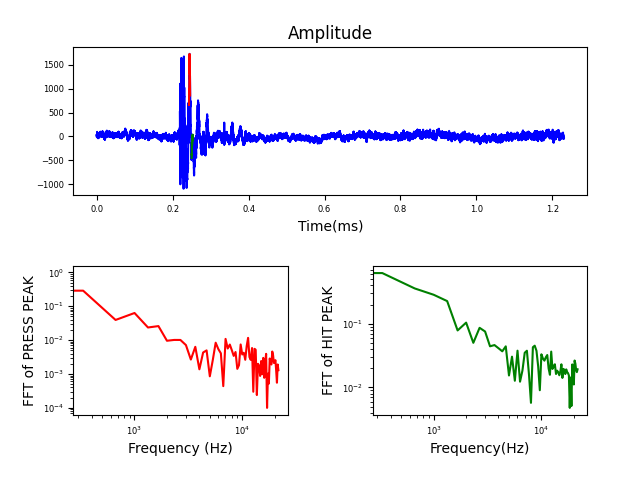 Amplitude
1500
1000
500
0
−500
−1000
0.0 0.2 0.4 0.6 0.8 1.0 1.2
Time(ms)
FFT of PRESS PEAK
10⁰
10⁻¹
10⁻²
10⁻³
10⁻⁴
10³ 10⁴
Frequency (Hz)
FFT of HIT PEAK
10⁻¹
10⁻²
10³ 10⁴
Frequency(Hz)